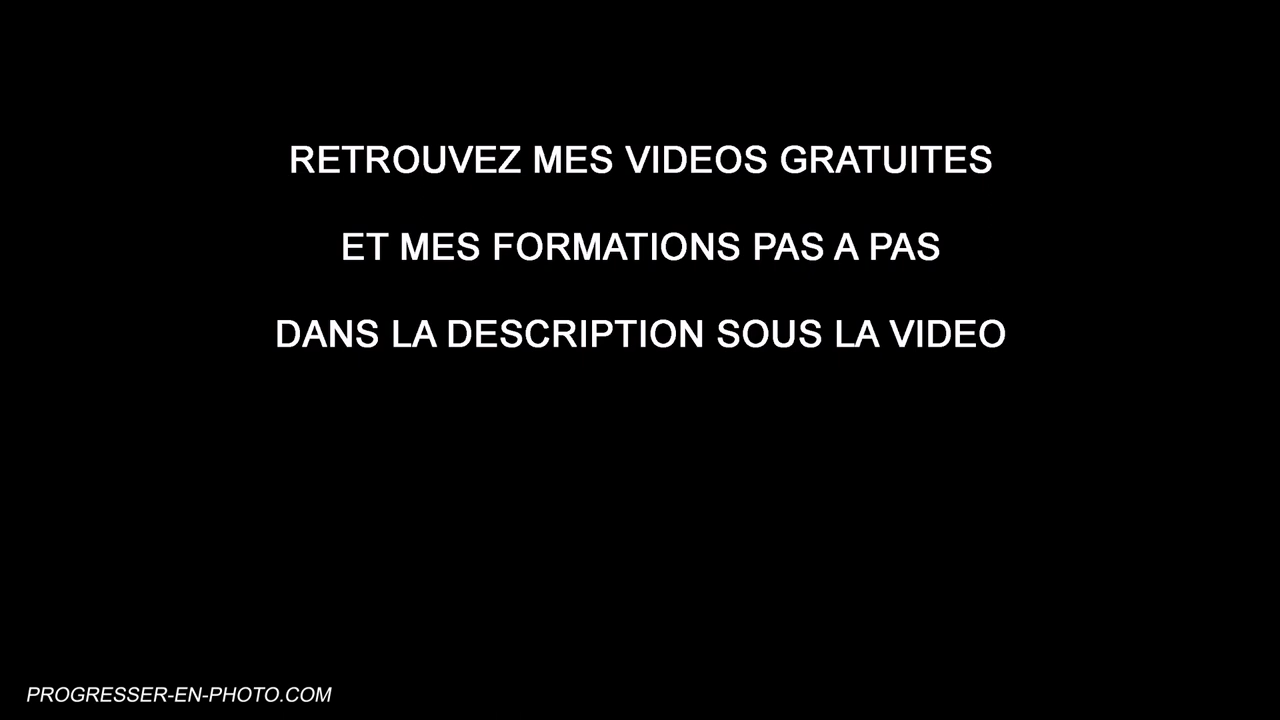 RETROUVEZ MES VIDEOS GRATUITES
ET MES FORMATIONS PAS A PAS
DANS LA DESCRIPTION SOUS LA VIDEO
PROGRESSER-EN-PHOTO.COM